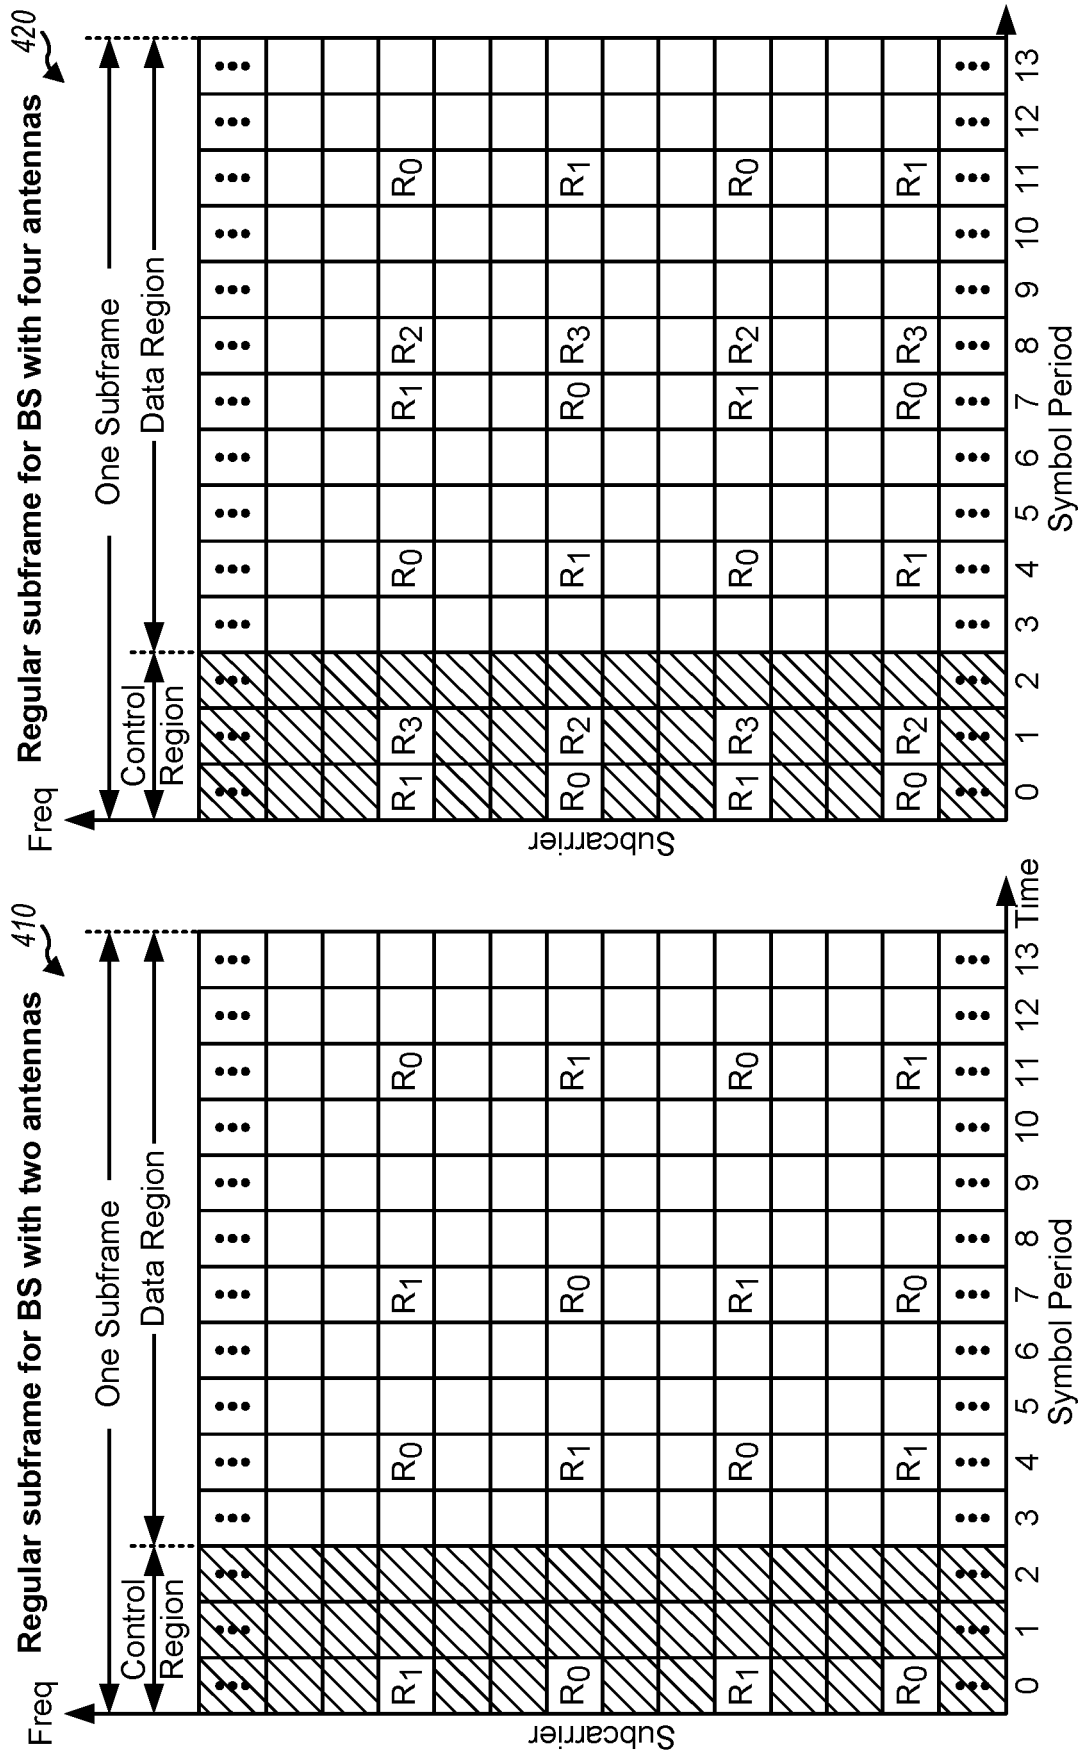 Regular subframe for BS with two antennas 410
Freq
One Subframe
Control
Region
Data Region
Subcarrier
••• ••• ••• ••• ••• ••• ••• ••• ••• ••• ••• ••• ••• •••
R1 R0 R1 R0
R0 R1 R0 R1
R1 R0 R1 R0
R0 R1 R0 R1
••• ••• ••• ••• ••• ••• ••• ••• ••• ••• ••• ••• ••• •••
0 1 2 3 4 5 6 7 8 9 10 11 12 13 Time
Symbol Period
Regular subframe for BS with four antennas 420
Freq
One Subframe
Control
Region
Data Region
Subcarrier
••• ••• ••• ••• ••• ••• ••• ••• ••• ••• ••• ••• ••• •••
R1 R3 R0 R1 R2 R0
R0 R2 R1 R0 R3 R1
R1 R3 R0 R1 R2 R0
R0 R2 R1 R0 R3 R1
••• ••• ••• ••• ••• ••• ••• ••• ••• ••• ••• ••• ••• •••
0 1 2 3 4 5 6 7 8 9 10 11 12 13
Symbol Period